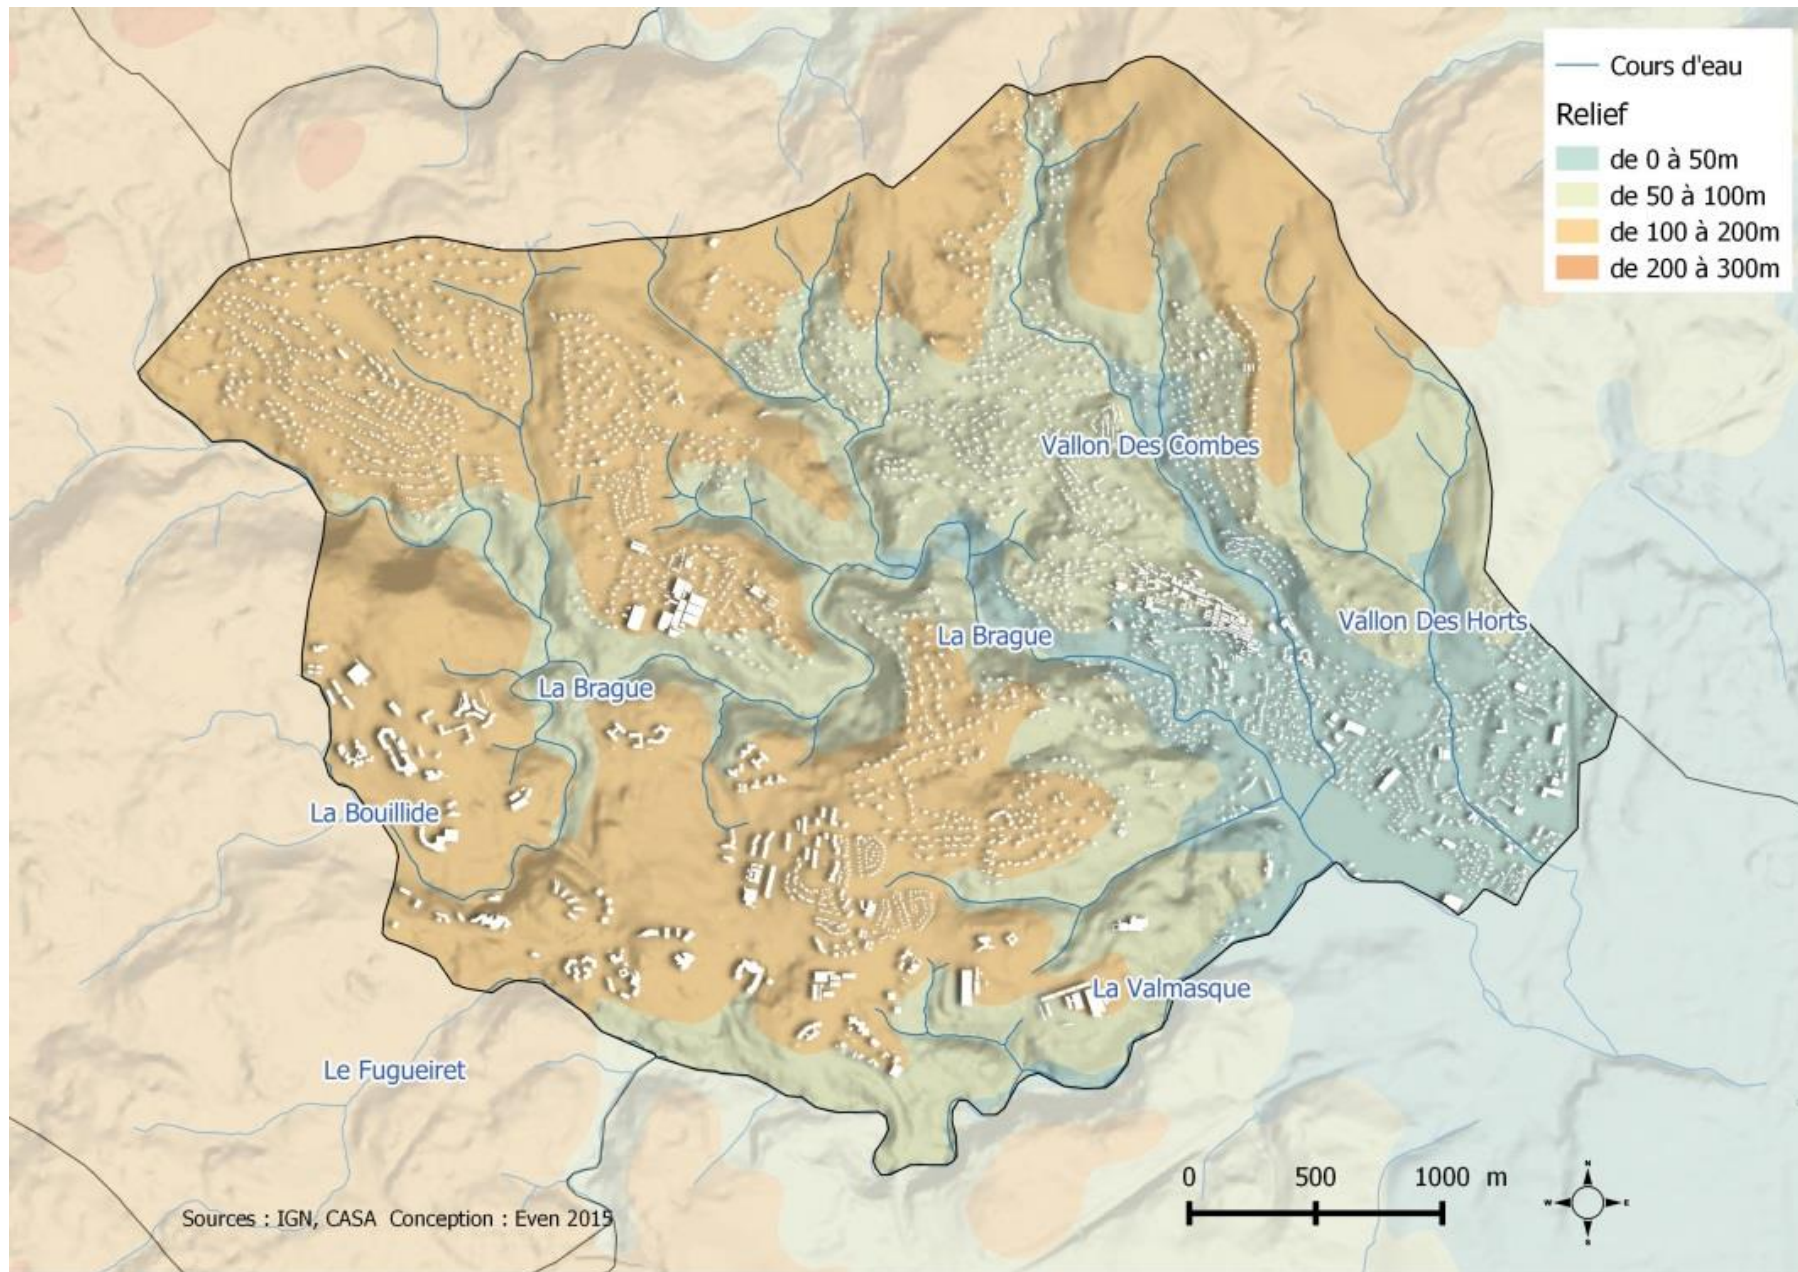 Cours d'eau
Relief
de 0 à 50m
de 50 à 100m
de 100 à 200m
de 200 à 300m
Vallon Des Combes
Vallon Des Horts
La Brague
La Brague
La Bouillide
La Valmasque
Le Fugueiret
0 500 1000 m
N
W E
S
Sources : IGN, CASA Conception : Even 2015